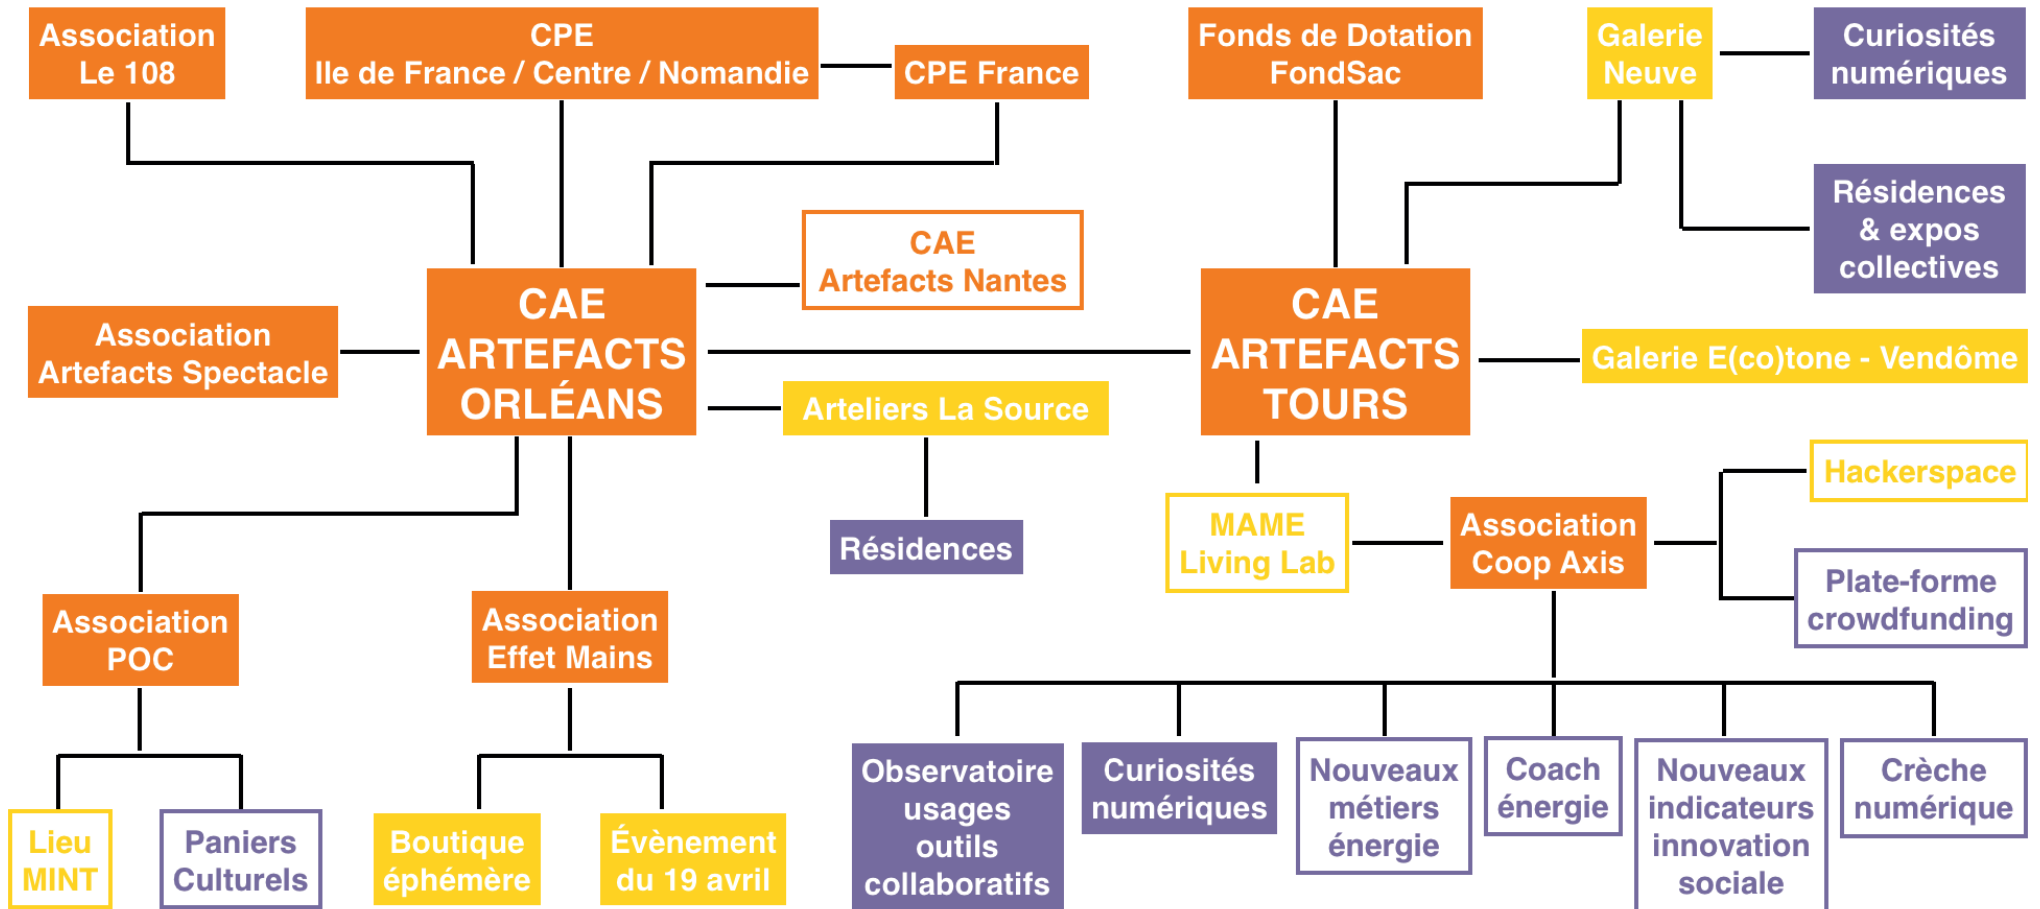 Association
Le 108
CPE
Ile de France / Centre / Nomandie
CPE France
Fonds de Dotation
FondSac
Galerie
Neuve
Curiosités
numériques
Résidences
& expos
collectives
CAE
Artefacts Nantes
Association
Artefacts Spectacle
CAE
ARTEFACTS
ORLÉANS
CAE
ARTEFACTS
TOURS
Galerie E(co)tone - Vendôme
Arteliers La Source
Résidences
Hackerspace
MAME
Living Lab
Association
Coop Axis
Plate-forme
crowdfunding
Association
POC
Association
Effet Mains
Lieu
MINT
Paniers
Culturels
Boutique
éphémère
Évènement
du 19 avril
Observatoire
usages
outils
collaboratifs
Curiosités
numériques
Nouveaux
métiers
énergie
Coach
énergie
Nouveaux
indicateurs
innovation
sociale
Crèche
numérique